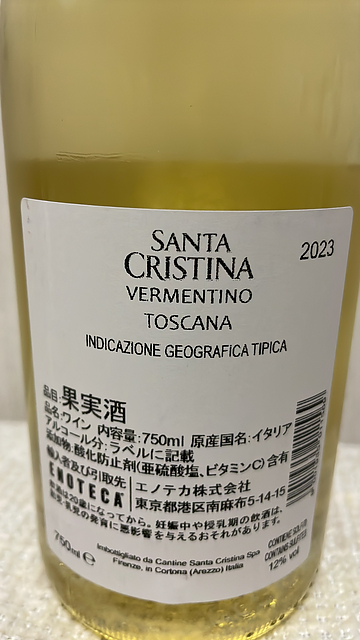 SANTA
CRISTINA
2023
VERMENTINO
TOSCANA
INDICAZIONE GEOGRAFICA TIPICA
品目:果実酒
品名:ワイン 内容量:750ml 原産国名:イタリア
アルコール分:ラベルに記載
添加物:酸化防止剤(亜硫酸塩、ビタミンC)含有
輸入者及び引取先
ENOTECA エノテカ株式会社
東京都港区南麻布5-14-15
飲酒は20歳になってから。妊娠中や授乳期の飲酒は、
胎児・乳児の発育に悪影響を与えるおそれがあります。
750ml e
Imbottigliato da Cantine Santa Cristina Spa
Firenze, in Cortona (Arezzo) Italia
CONTIENE SOLFITI
CONTAINS SULFITES
12% vol